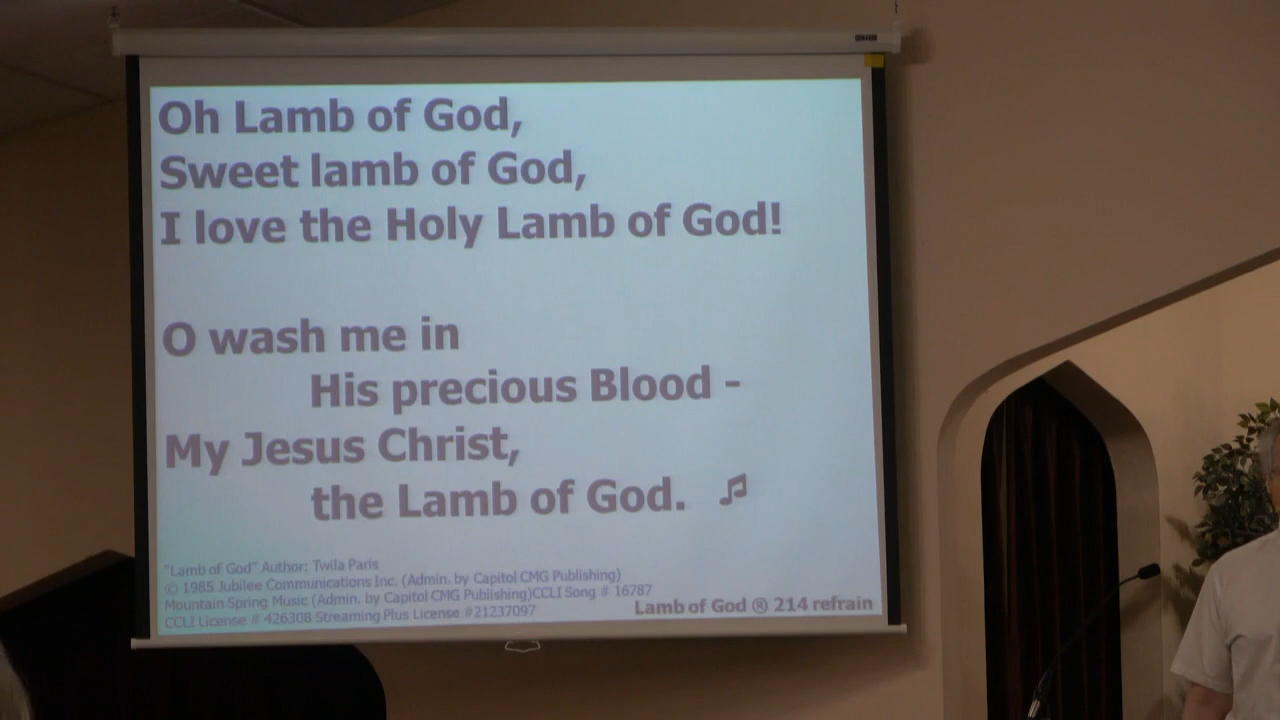 Oh Lamb of God,
Sweet lamb of God,
I love the Holy Lamb of God!
O wash me in
His precious Blood -
My Jesus Christ,
the Lamb of God. ♫
"Lamb of God" Author: Twila Paris
© 1985 Jubilee Communications Inc. (Admin. by Capitol CMG Publishing)
Mountain Spring Music (Admin. by Capitol CMG Publishing)CCLI Song # 16787
CCLI License # 426308 Streaming Plus License #21237097
Lamb of God ® 214 refrain